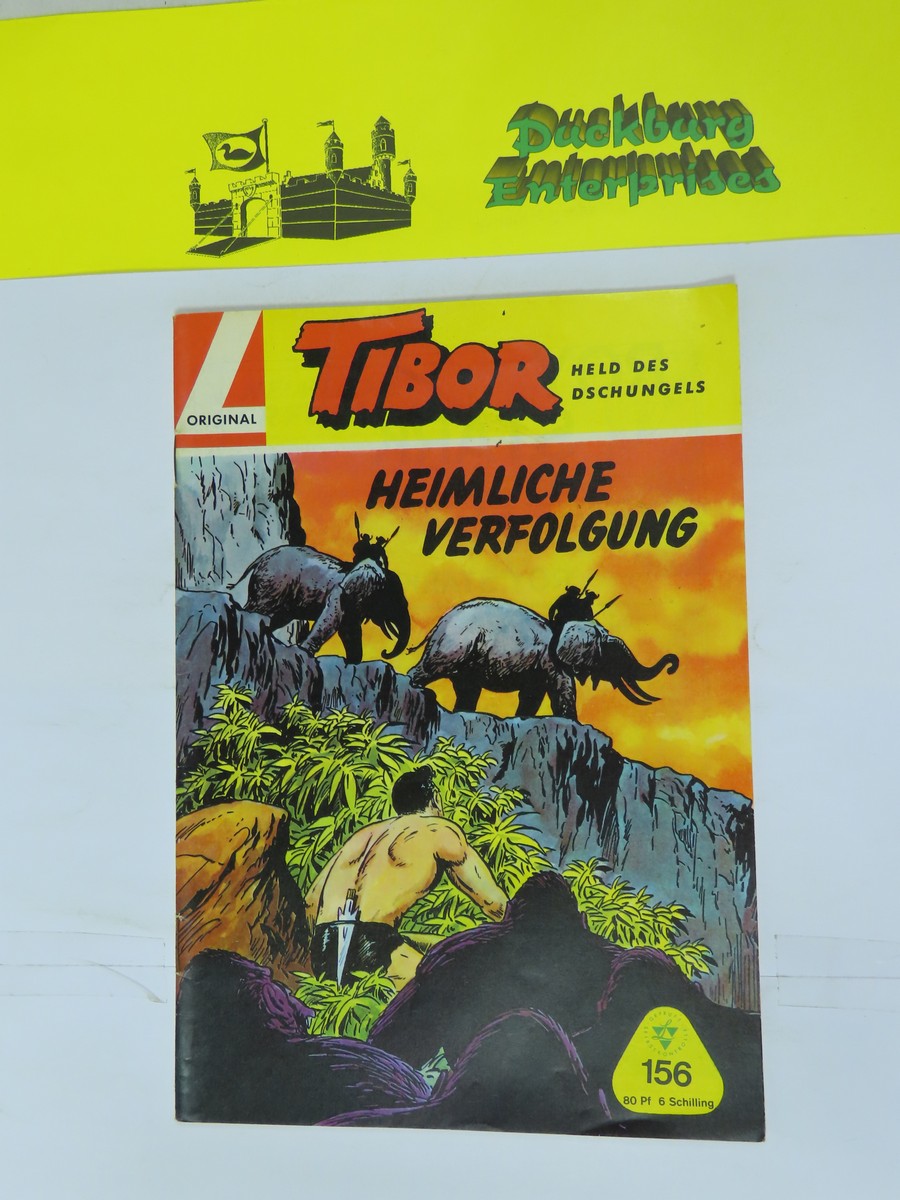 Duckburg
Enterprises
ORIGINAL
TIBOR
HELD DES
DSCHUNGELS
HEIMLICHE
VERFOLGUNG
156
80 Pf 6 Schilling